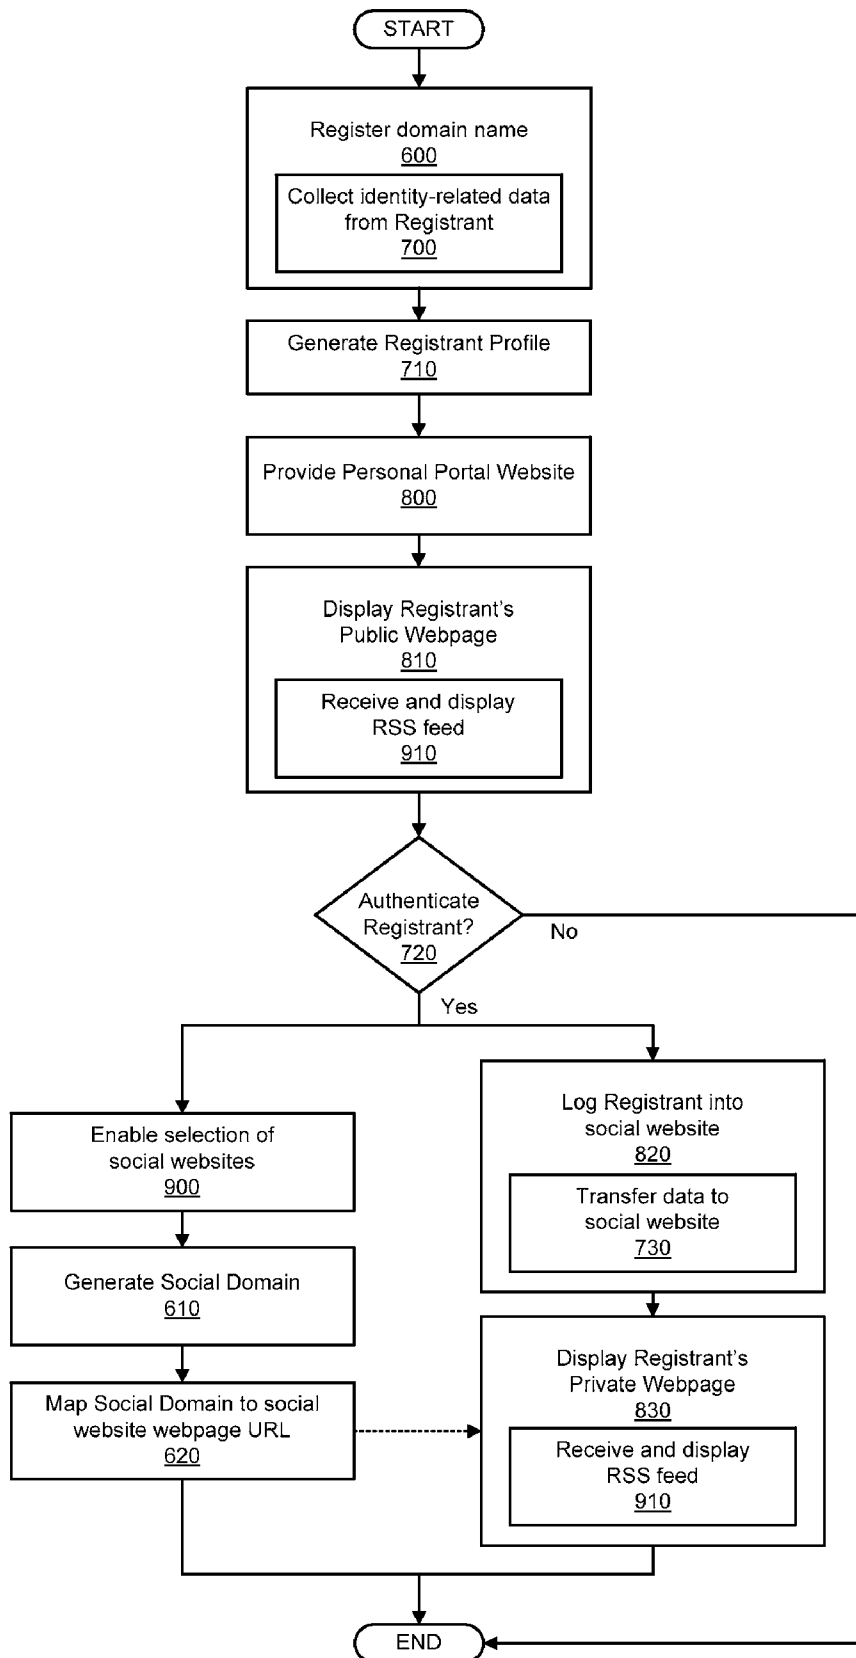 START
Register domain name
600
Collect identity-related data
from Registrant
700
Generate Registrant Profile
710
Provide Personal Portal Website
800
Display Registrant's
Public Webpage
810
Receive and display
RSS feed
910
Authenticate
Registrant?
720
No
Yes
Enable selection of
social websites
900
Generate Social Domain
610
Map Social Domain to social
website webpage URL
620
Log Registrant into
social website
820
Transfer data to
social website
730
Display Registrant's
Private Webpage
830
Receive and display
RSS feed
910
END